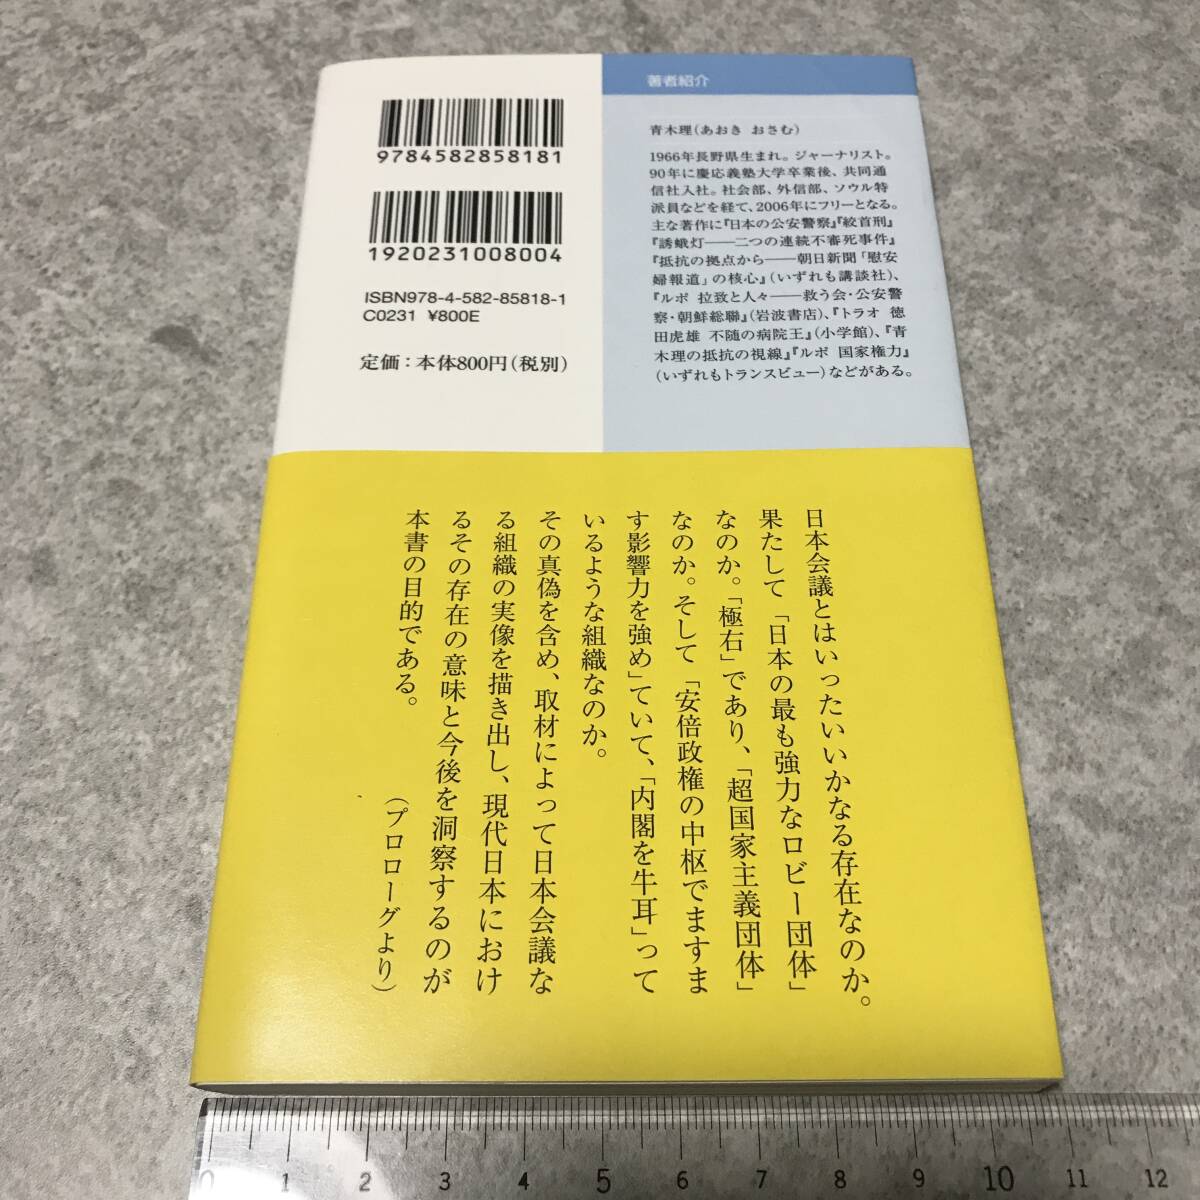 9784582858181
1920231008004
ISBN978-4-582-85818-1
C0231 ¥800E
定価:本体800円(税別)
著者紹介
青木理(あおき おさむ)
1966年長野県生まれ。ジャーナリスト。
90年に慶応義塾大学卒業後、共同通
信社入社。社会部、外信部、ソウル特
派員などを経て、2006年にフリーとなる。
主な著作に『日本の公安警察』『絞首刑』
『誘蛾灯——二つの連続不審死事件』
『抵抗の拠点から——朝日新聞「慰安
婦報道」の核心』(いずれも講談社)、
『ルポ 拉致と人々——救う会・公安警
察・朝鮮総聯』(岩波書店)、『トラオ 徳
田虎雄 不随の病院王』(小学館)、『青
木理の抵抗の視線』『ルポ 国家権力』
(いずれもトランスビュー)などがある。
日本会議とはいったいいかなる存在なのか。
果たして「日本の最も強力なロビー団体」
なのか。「極右」であり、「超国家主義団体」
なのか。そして「安倍政権の中枢でますま
す影響力を強め」ていて、「内閣を牛耳」って
いるような組織なのか。
その真偽を含め、取材によって日本会議な
る組織の実像を描き出し、現代日本におけ
るその存在の意味と今後を洞察するのが
本書の目的である。
(プロローグより)
0 1 2 3 4 5 6 7 8 9 10 11 12